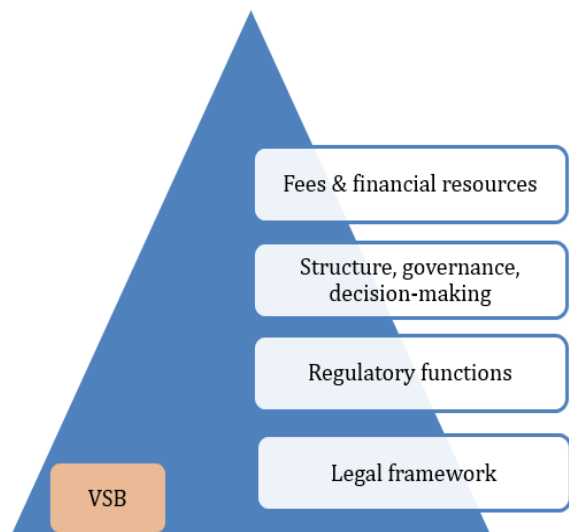 Fees & financial resources
Structure, governance,
decision-making
Regulatory functions
Legal framework
VSB